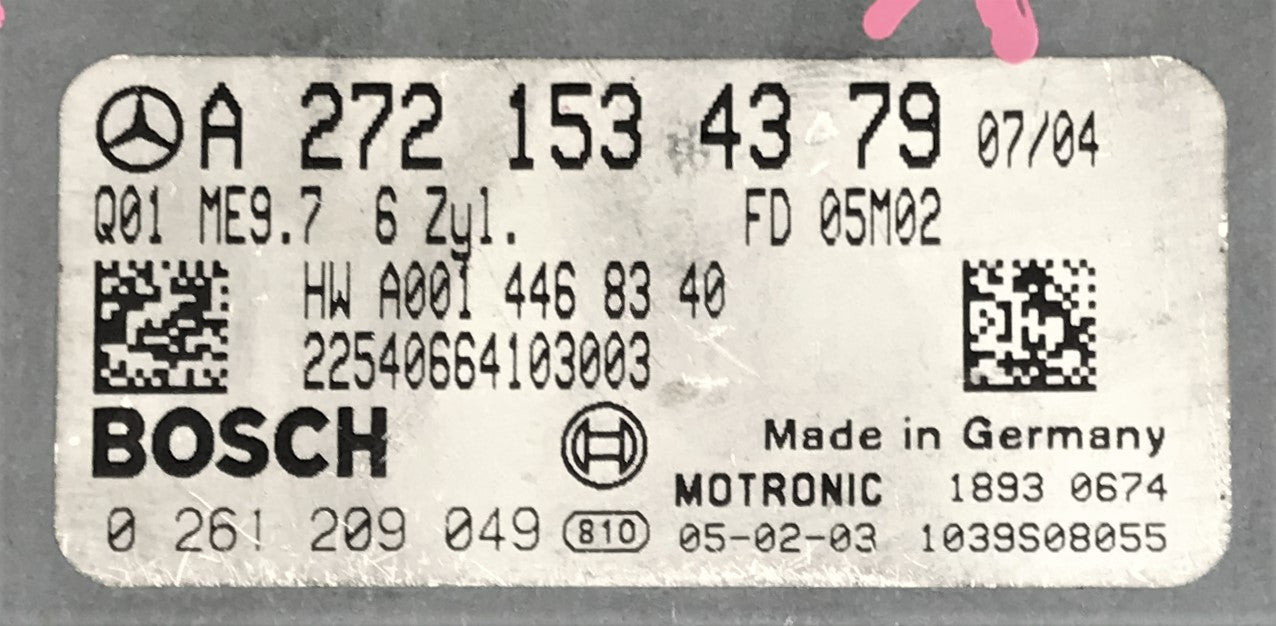 A 272 153 43 79 07/04
Q01 ME9.7 6 Zyl. FD 05M02
HW A001 446 83 40
22540664103003
BOSCH Made in Germany
MOTRONIC 1893 0674
0 261 209 049 810 05-02-03 1039S08055